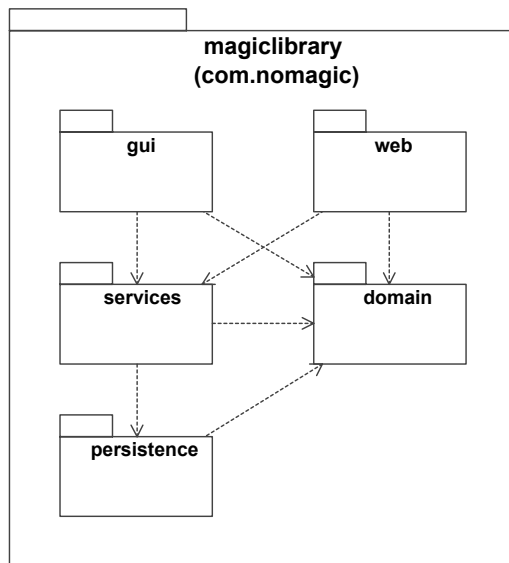 magiclibrary
(com.nomagic)
gui
web
services
domain
persistence